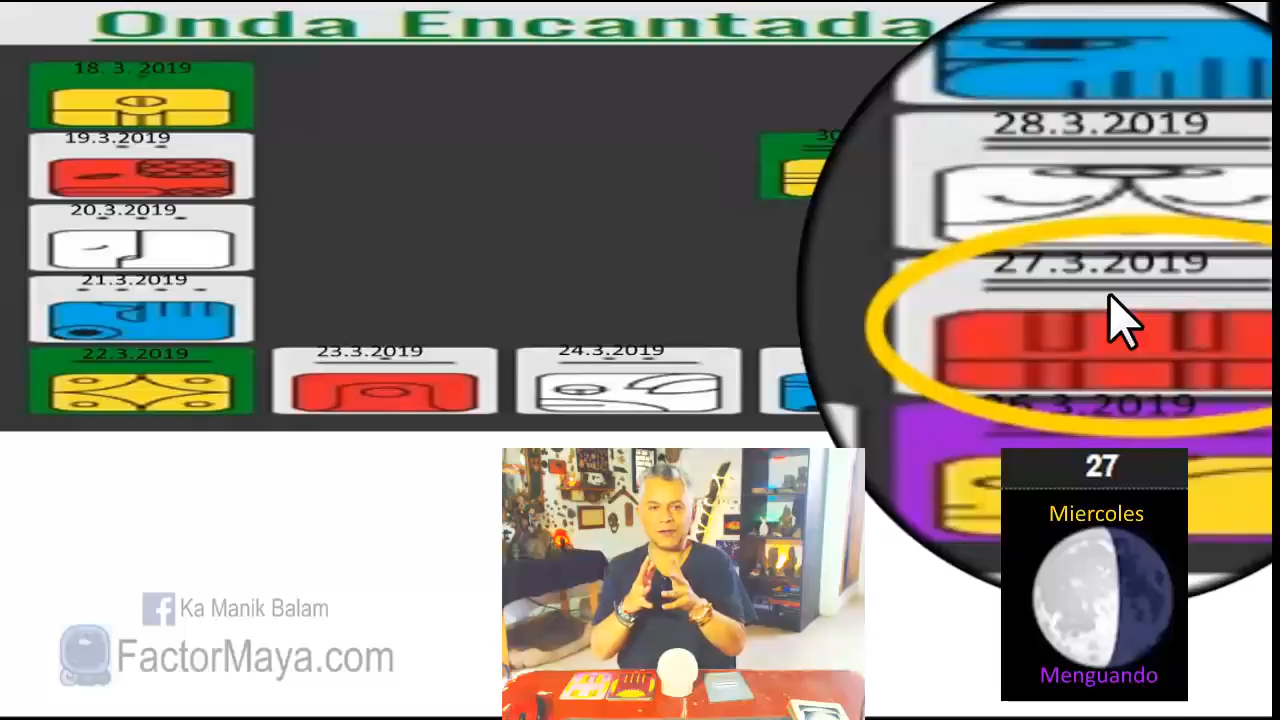 Onda Encantada
18. 3. 2019
19.3.2019
20.3.2019
21.3.2019
22.3.2019
23.3.2019
24.3.2019
30
28.3.2019
27.3.2019
26.3.2019
27
Miercoles
Menguando
Ka Manik Balam
FactorMaya.com